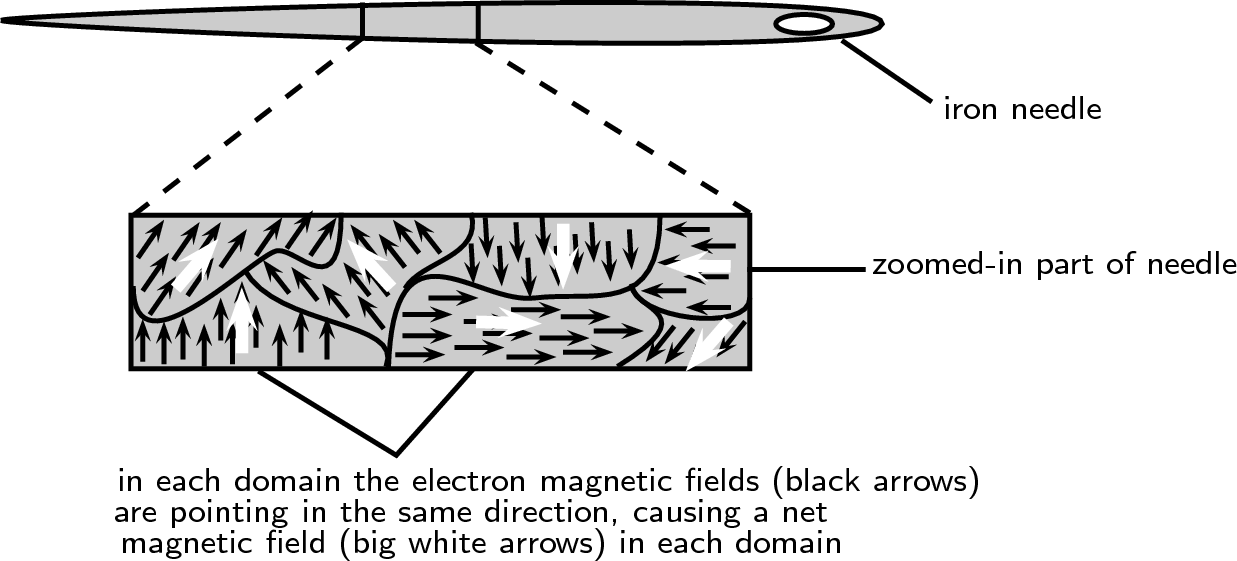 iron needle
zoomed-in part of needle
in each domain the electron magnetic fields (black arrows)
are pointing in the same direction, causing a net
magnetic field (big white arrows) in each domain